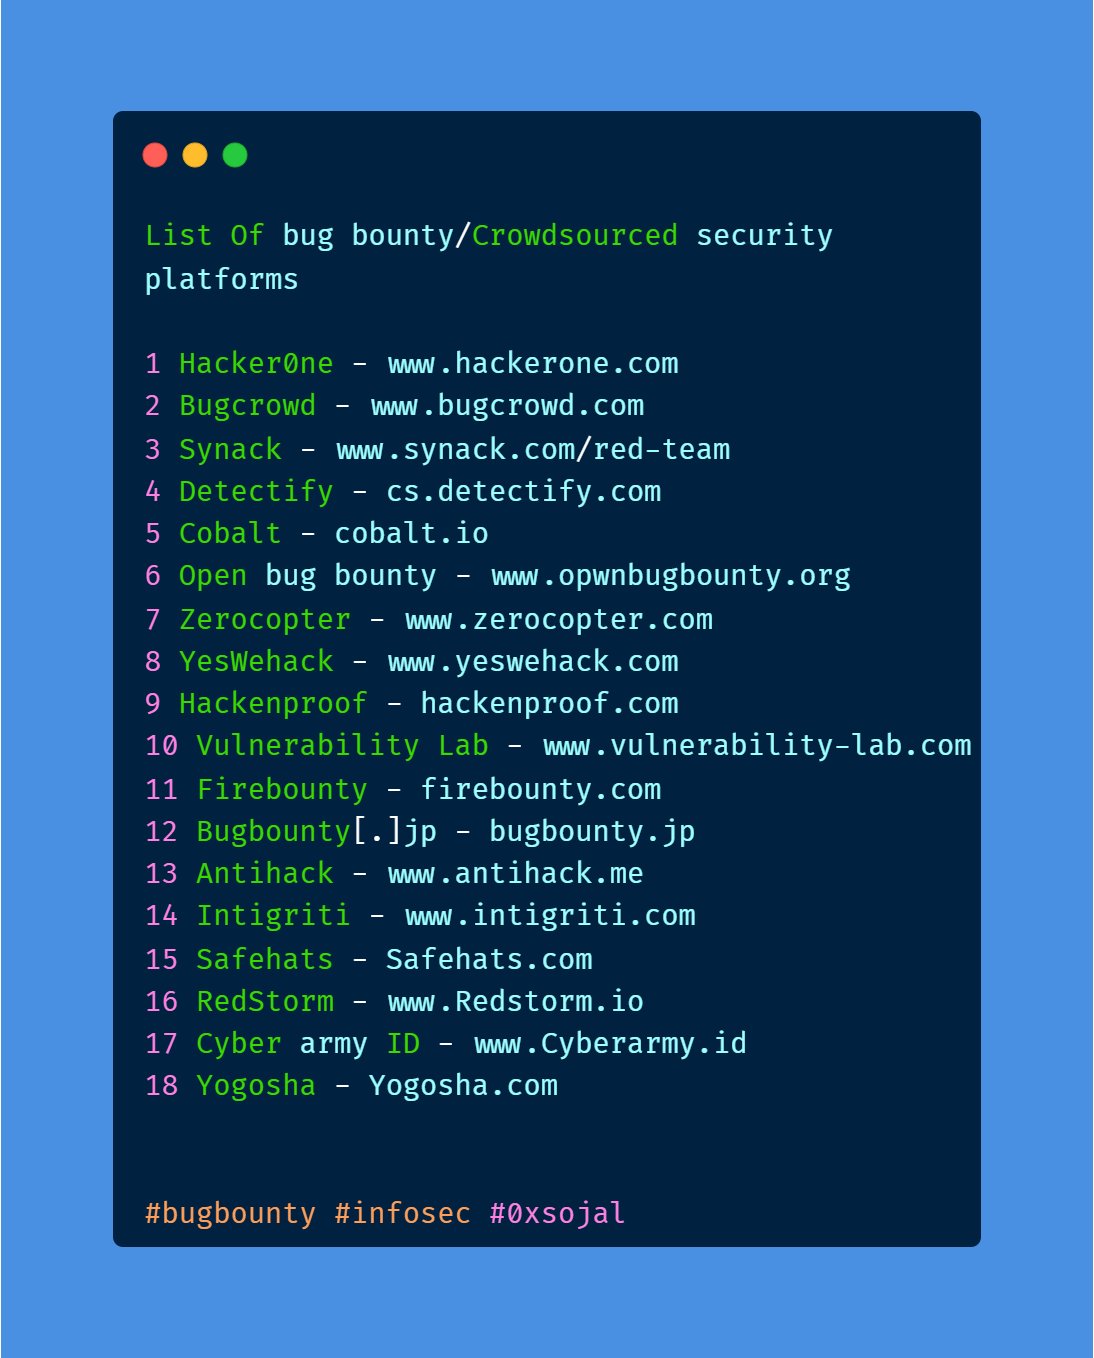 List Of bug bounty/Crowdsourced security
platforms
1 Hacker0ne - www.hackerone.com
2 Bugcrowd - www.bugcrowd.com
3 Synack - www.synack.com/red-team
4 Detectify - cs.detectify.com
5 Cobalt - cobalt.io
6 Open bug bounty - www.opwnbugbounty.org
7 Zerocopter - www.zerocopter.com
8 YesWehack - www.yeswehack.com
9 Hackenproof - hackenproof.com
10 Vulnerability Lab - www.vulnerability-lab.com
11 Firebounty - firebounty.com
12 Bugbounty[.]jp - bugbounty.jp
13 Antihack - www.antihack.me
14 Intigriti - www.intigriti.com
15 Safehats - Safehats.com
16 RedStorm - www.Redstorm.io
17 Cyber army ID - www.Cyberarmy.id
18 Yogosha - Yogosha.com
#bugbounty #infosec #0xsojal